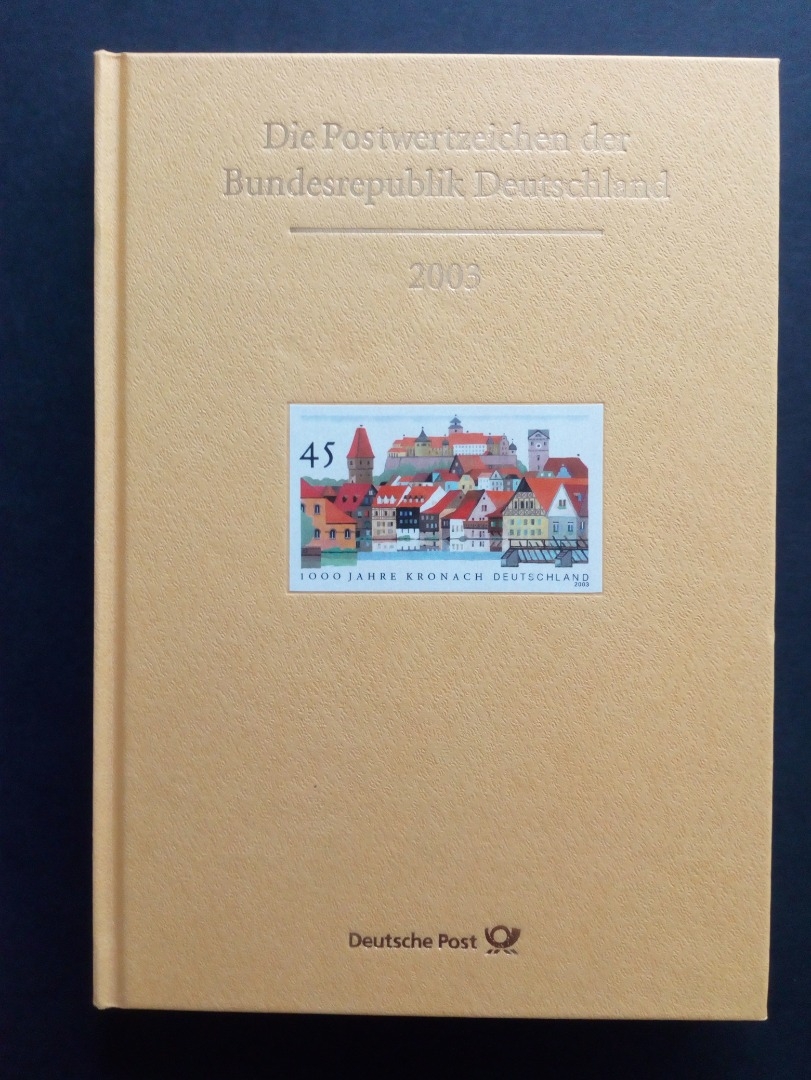 Die Postwertzeichen der
Bundesrepublik Deutschland
2003
45
1000 JAHRE KRONACH DEUTSCHLAND
2003
Deutsche Post